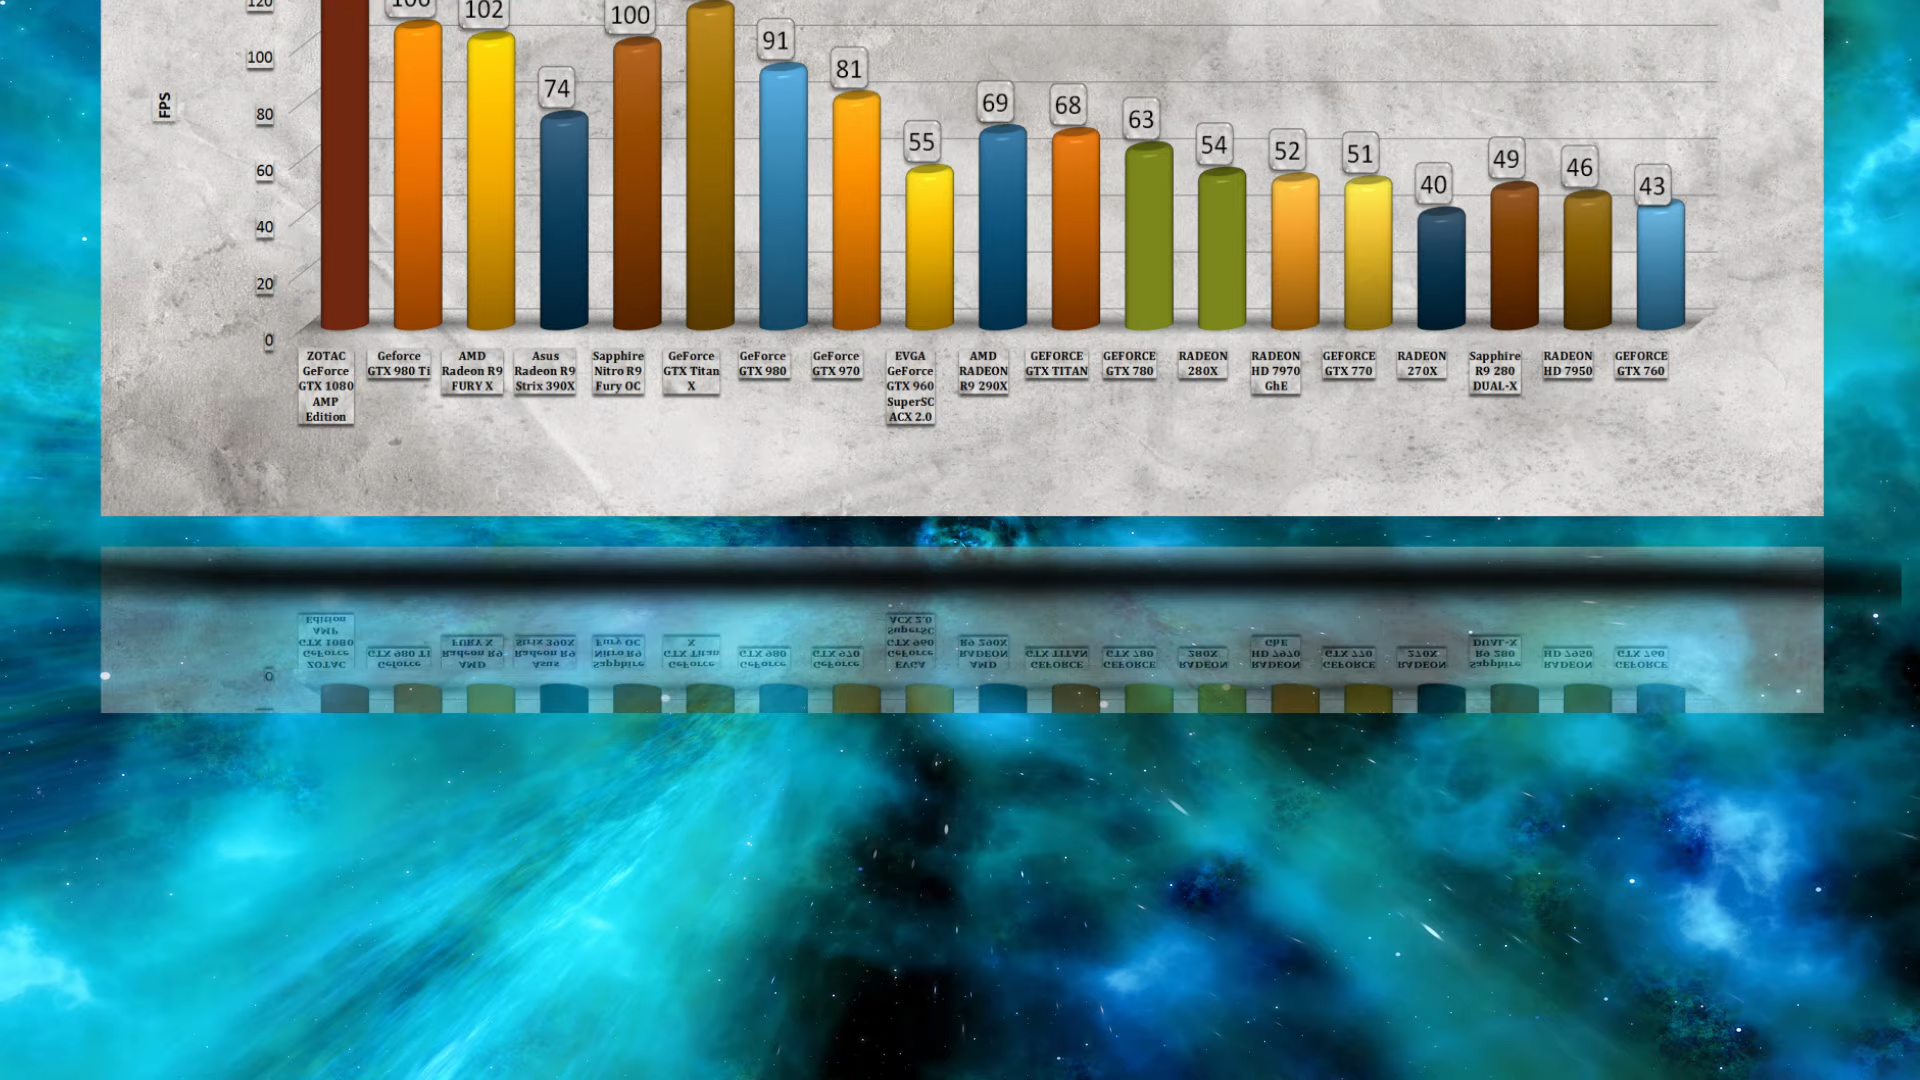 120
106
102
100
91
100
81
74
80
FPS
69
68
63
55
54
52
51
49
46
43
40
60
40
20
0
ZOTAC
GeForce
GTX 1080
AMP
Edition
Geforce
GTX 980 Ti
AMD
Radeon R9
FURY X
Asus
Radeon R9
Strix 390X
Sapphire
Nitro R9
Fury OC
GeForce
GTX Titan
X
GeForce
GTX 980
GeForce
GTX 970
EVGA
GeForce
GTX 960
SuperSC
ACX 2.0
AMD
RADEON
R9 290X
GEFORCE
GTX TITAN
GEFORCE
GTX 780
RADEON
280X
RADEON
HD 7970
GhE
GEFORCE
GTX 770
RADEON
270X
Sapphire
R9 280
DUAL-X
RADEON
HD 7950
GEFORCE
GTX 760